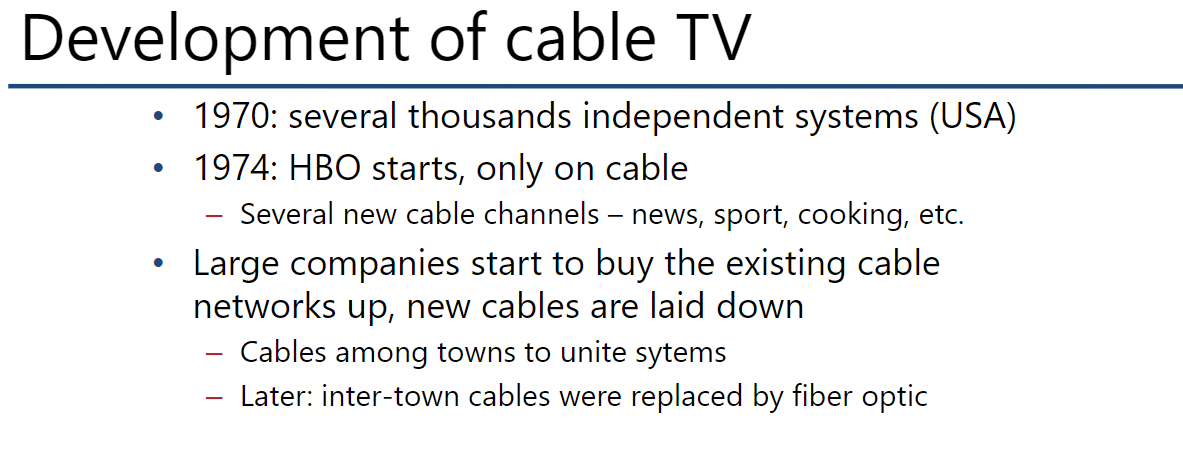 Development of cable TV
• 1970: several thousands independent systems (USA)
• 1974: HBO starts, only on cable
– Several new cable channels – news, sport, cooking, etc.
• Large companies start to buy the existing cable
networks up, new cables are laid down
– Cables among towns to unite sytems
– Later: inter-town cables were replaced by fiber optic